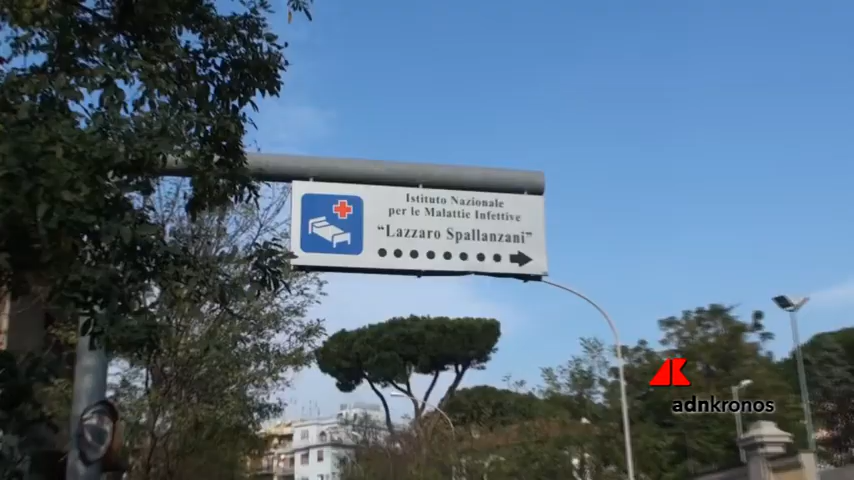 Istituto Nazionale
per le Malattie Infettive
"Lazzaro Spallanzani"
adnkronos